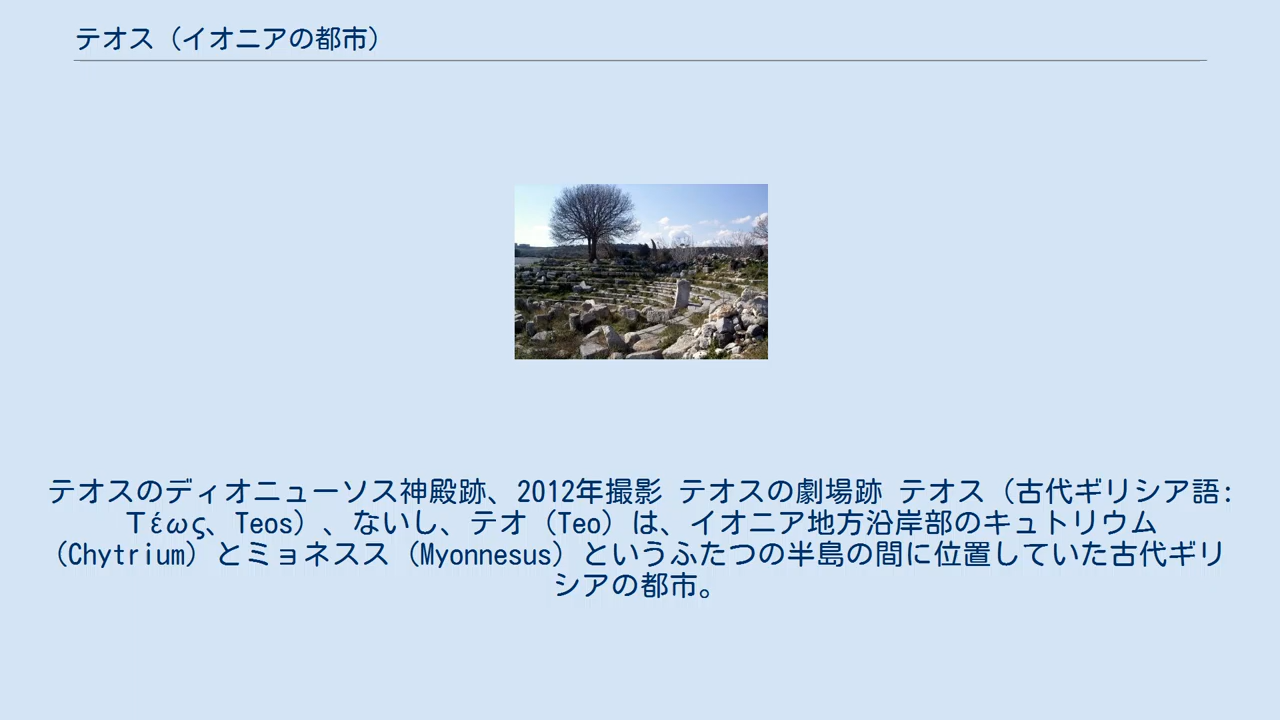 テオス（イオニアの都市）
テオスのディオニューソス神殿跡、2012年撮影 テオスの劇場跡 テオス（古代ギリシア語:
Τέως、Teos）、ないし、テオ（Teo）は、イオニア地方沿岸部のキュトリウム
（Chytrium）とミョネスス（Myonnesus）というふたつの半島の間に位置していた古代ギリ
シアの都市。